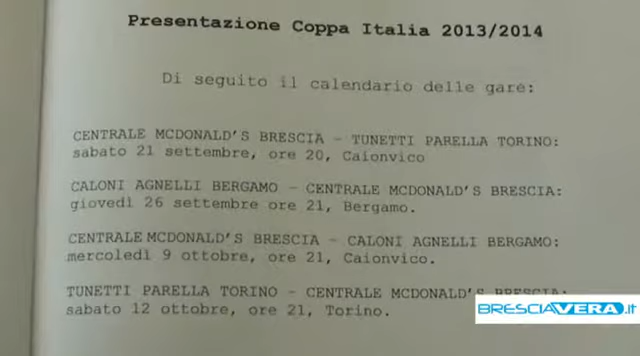 Presentazione Coppa Italia 2013/2014
Di seguito il calendario delle gare:
CENTRALE MCDONALD'S BRESCIA – TUNETTI PARELLA TORINO:
sabato 21 settembre, ore 20, Caionvico
CALONI AGNELLI BERGAMO – CENTRALE MCDONALD'S BRESCIA:
giovedì 26 settembre ore 21, Bergamo.
CENTRALE MCDONALD'S BRESCIA – CALONI AGNELLI BERGAMO:
mercoledì 9 ottobre, ore 21, Caionvico.
TUNETTI PARELLA TORINO – CENTRALE MCDONALD'S BRESCIA:
sabato 12 ottobre, ore 21, Torino.
BRESCIAVERA.it